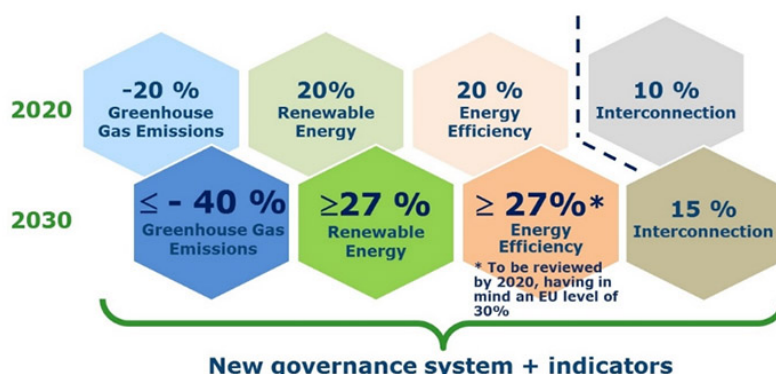 2020
-20 %
Greenhouse
Gas Emissions
20%
Renewable
Energy
20 %
Energy
Efficiency
10 %
Interconnection
2030
≤ - 40 %
Greenhouse Gas
Emissions
≥27 %
Renewable
Energy
≥ 27%*
Energy
Efficiency
* To be reviewed
by 2020, having in
mind an EU level of
30%
15 %
Interconnection
New governance system + indicators